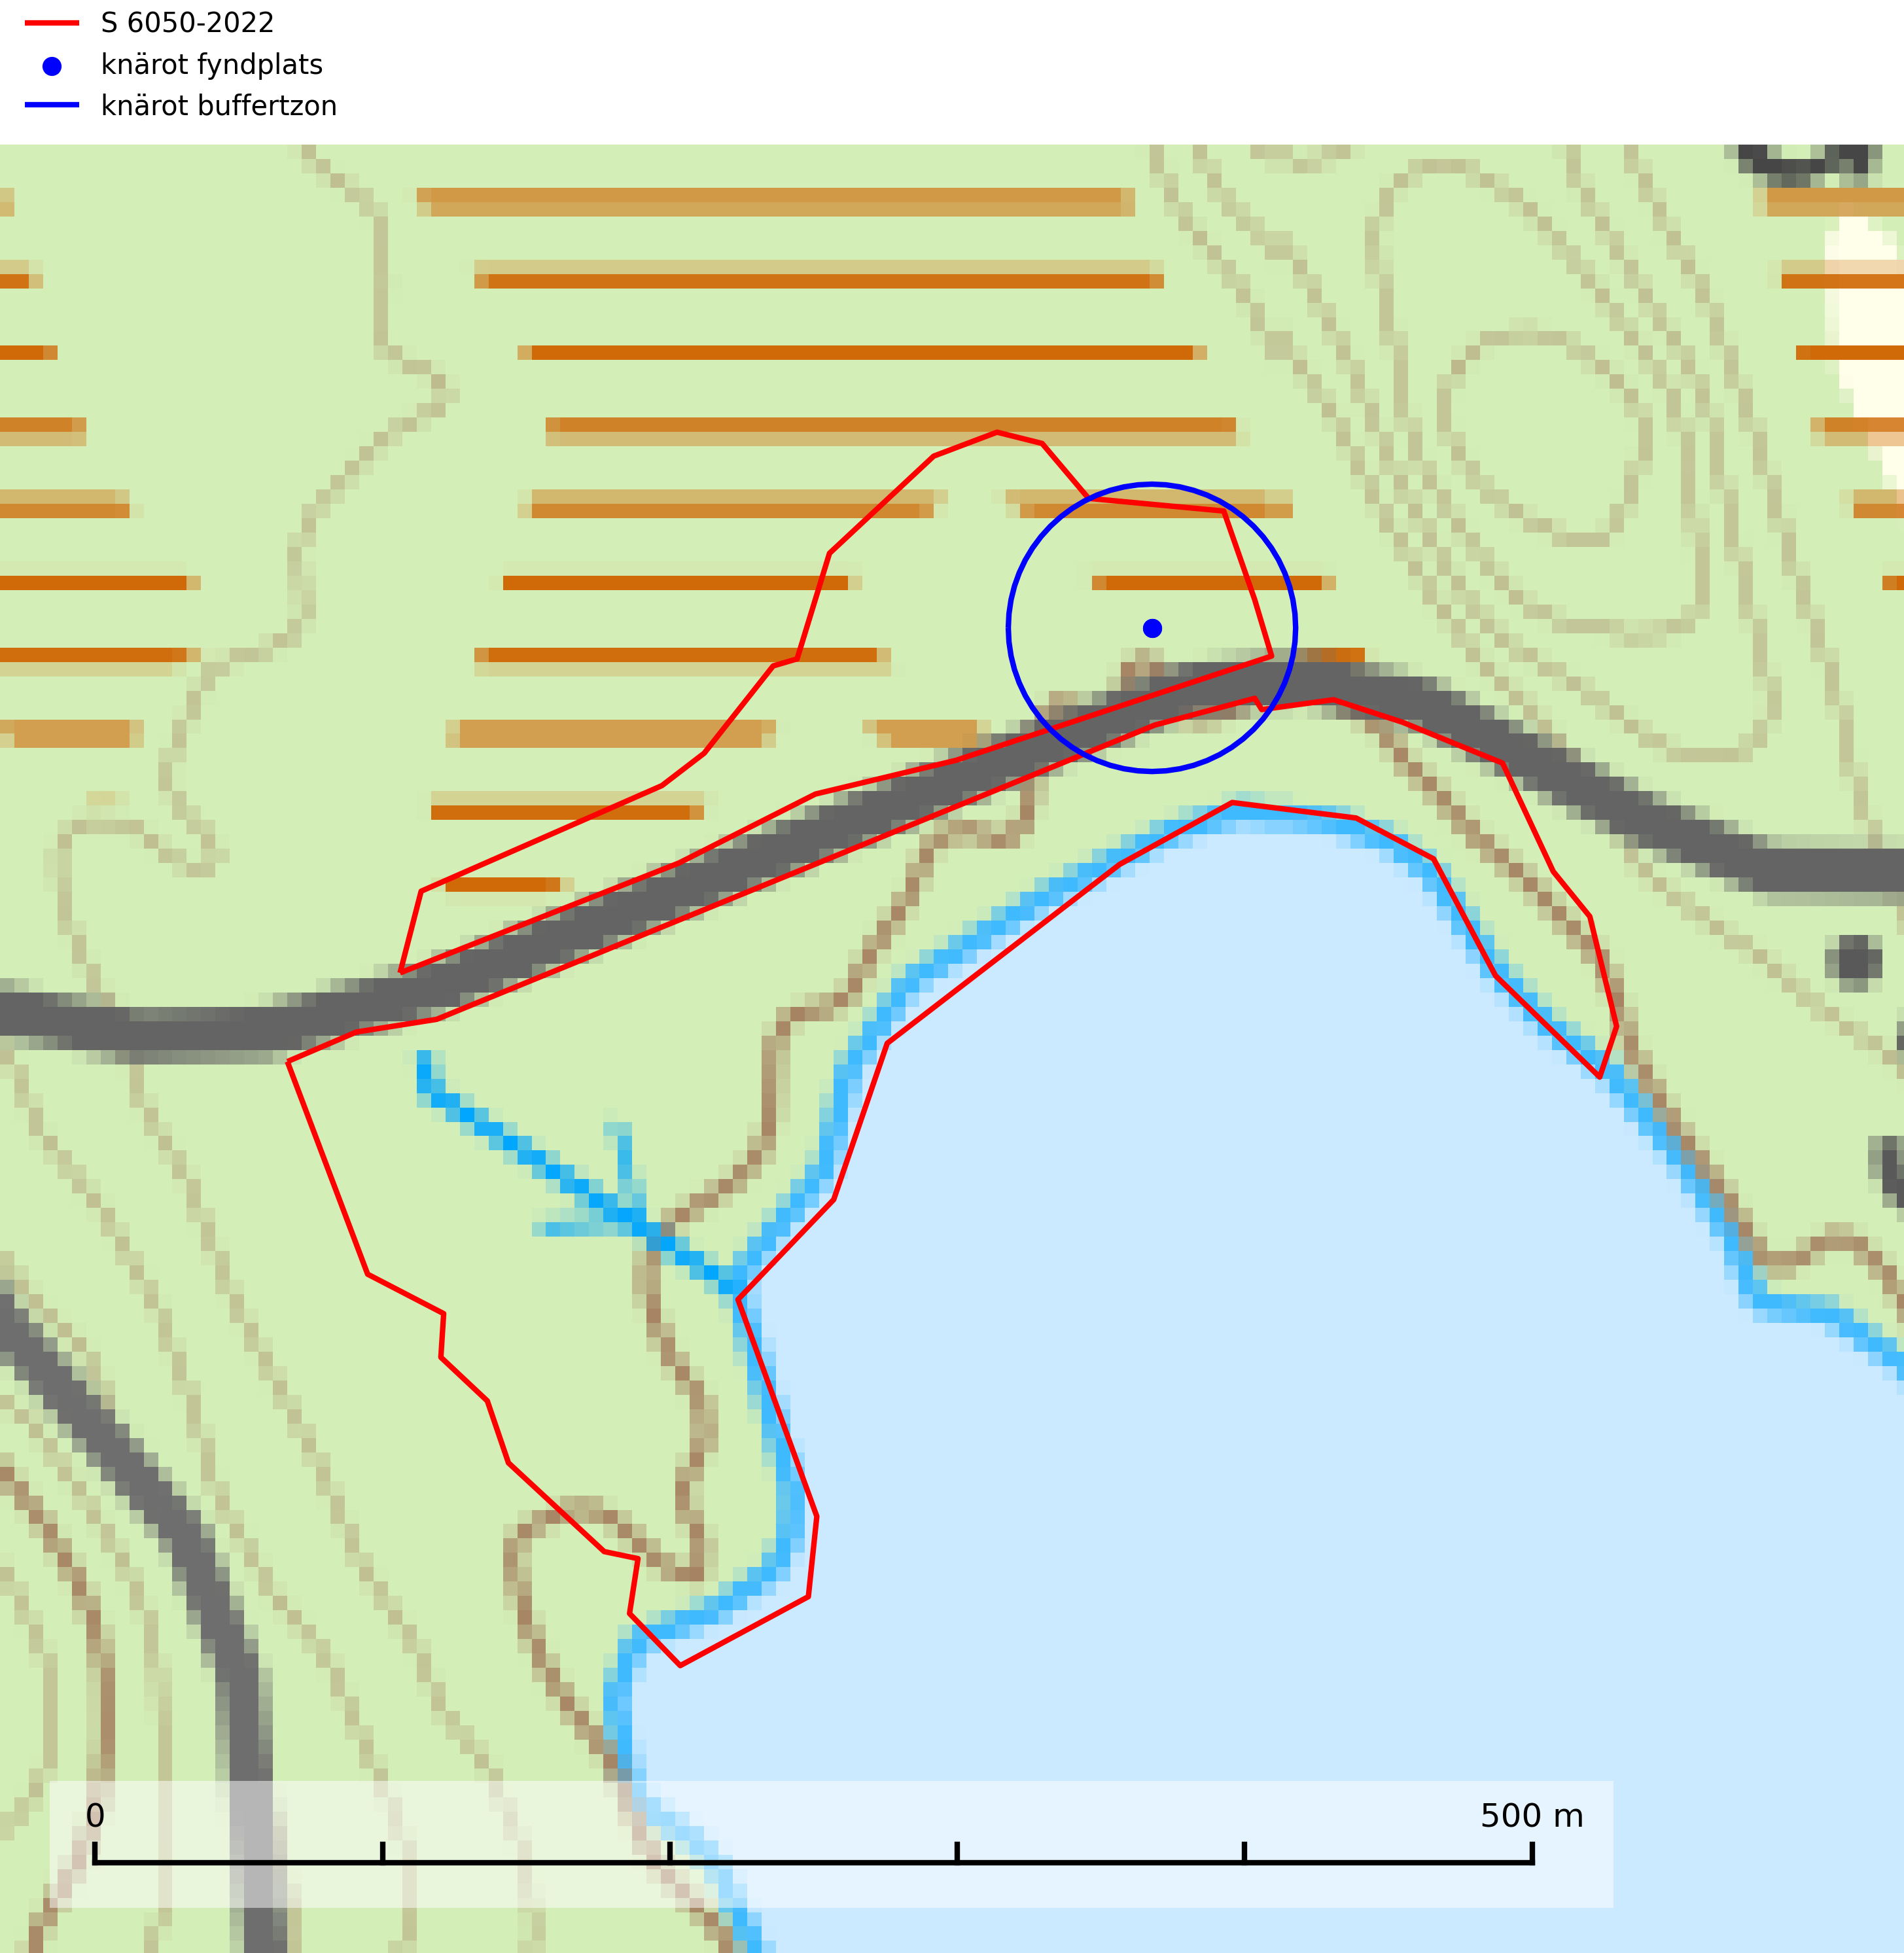 S 6050-2022
knärot fyndplats
knärot buffertzon
0 500 m